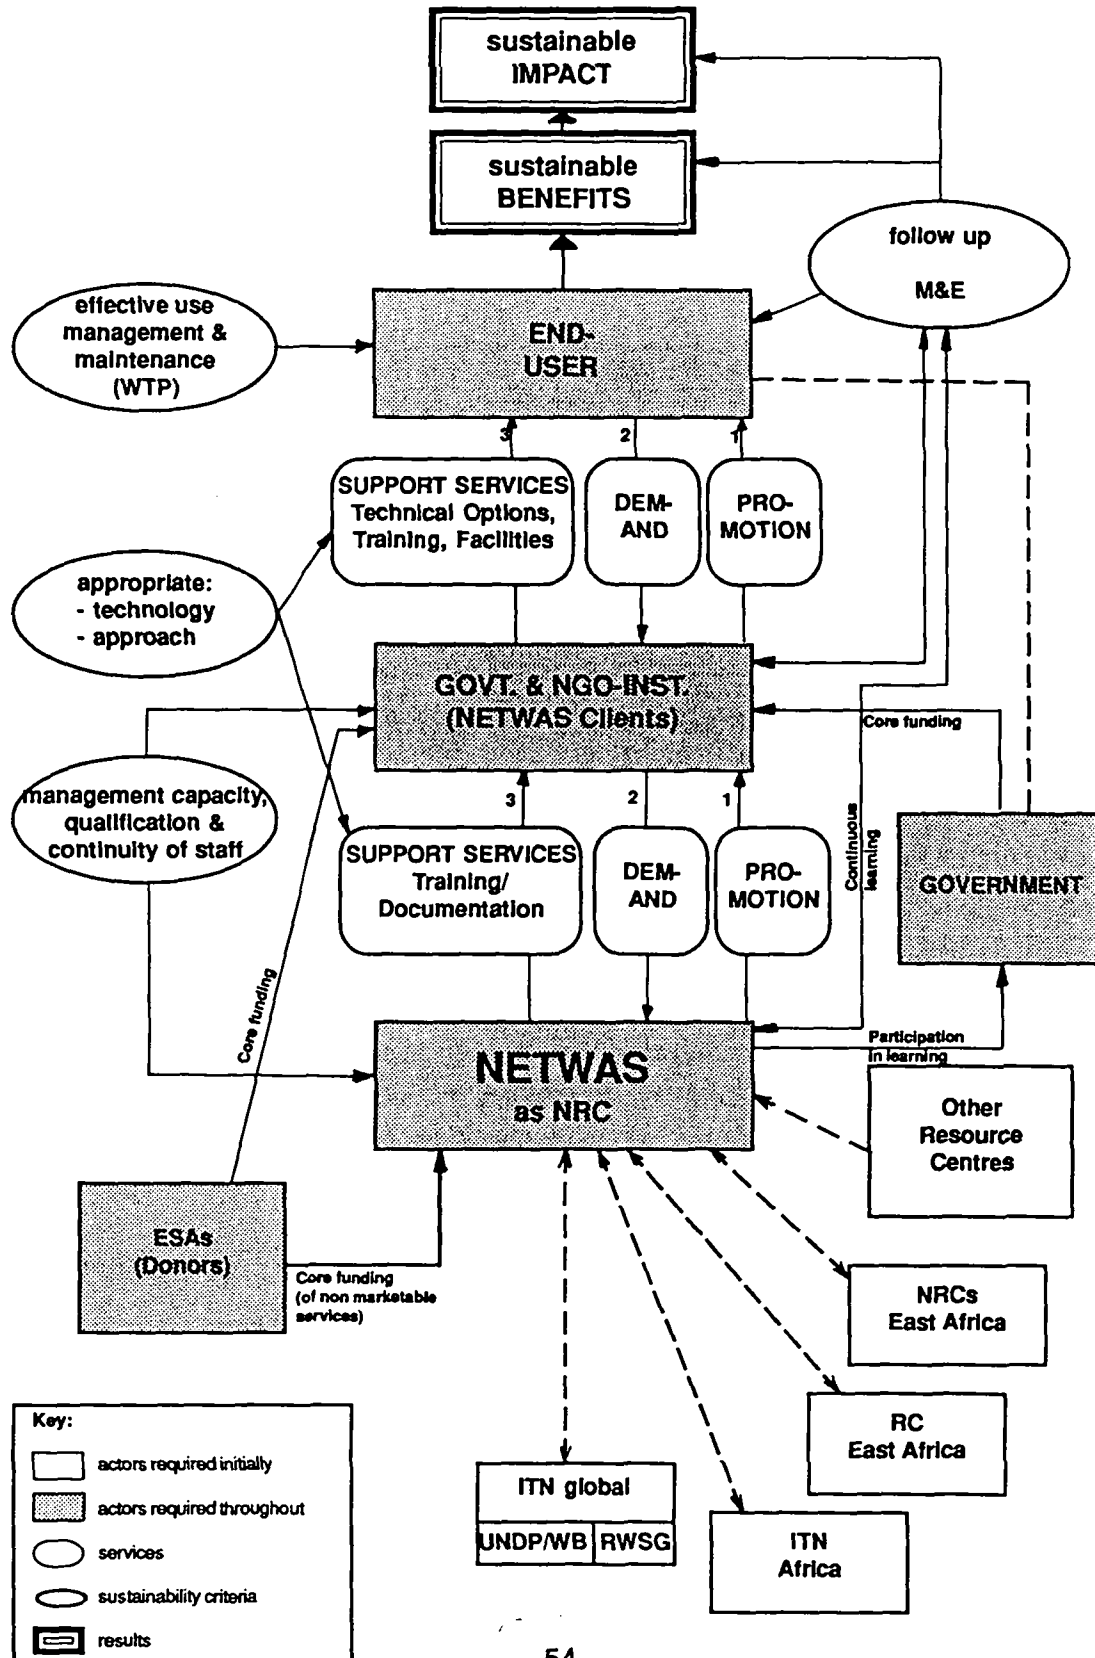 sustainable
IMPACT
sustainable
BENEFITS
follow up
M&E
effective use
management &
maintenance
(WTP)
END-
USER
3
2
1
SUPPORT SERVICES
Technical Options,
Training, Facilities
DEM-
AND
PRO-
MOTION
appropriate:
- technology
- approach
GOVT. & NGO-INST.
(NETWAS Clients)
Core funding
management capacity,
qualification &
continuity of staff
3
2
1
SUPPORT SERVICES
Training/
Documentation
DEM-
AND
PRO-
MOTION
Continuous
learning
GOVERNMENT
Core funding
NETWAS
as NRC
Participation
in learning
Other
Resource
Centres
ESAs
(Donors)
Core funding
(of non marketable
services)
NRCs
East Africa
RC
East Africa
ITN global
UNDP/WB
RWSG
ITN
Africa
Key:
actors required initially
actors required throughout
services
sustainability criteria
results
54